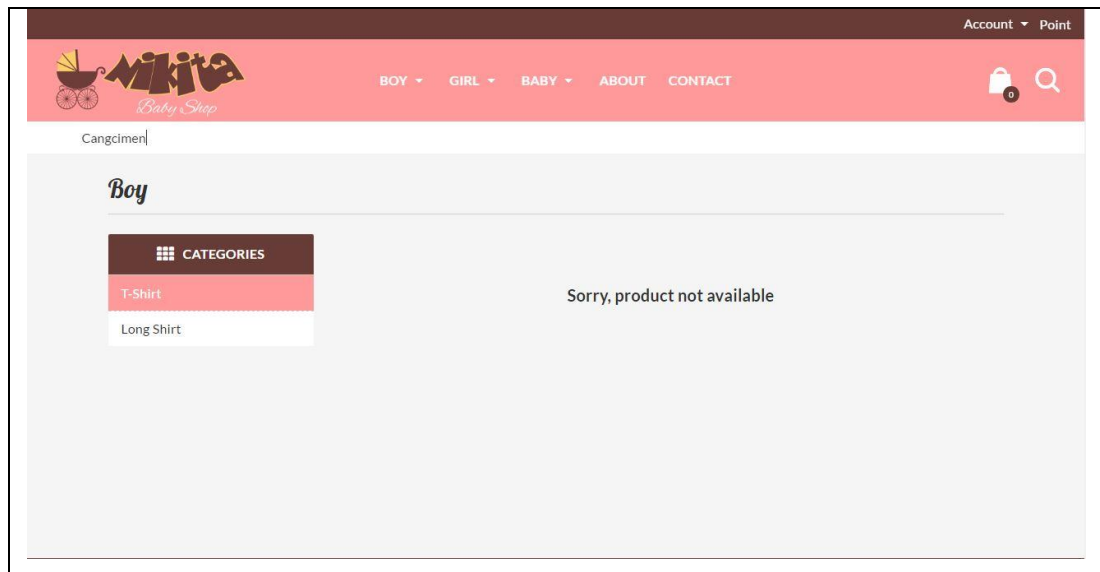 Account Point
Mikita
Baby Shop
BOY GIRL BABY ABOUT CONTACT
0
Cangcimen
Boy
CATEGORIES
T-Shirt
Sorry, product not available
Long Shirt